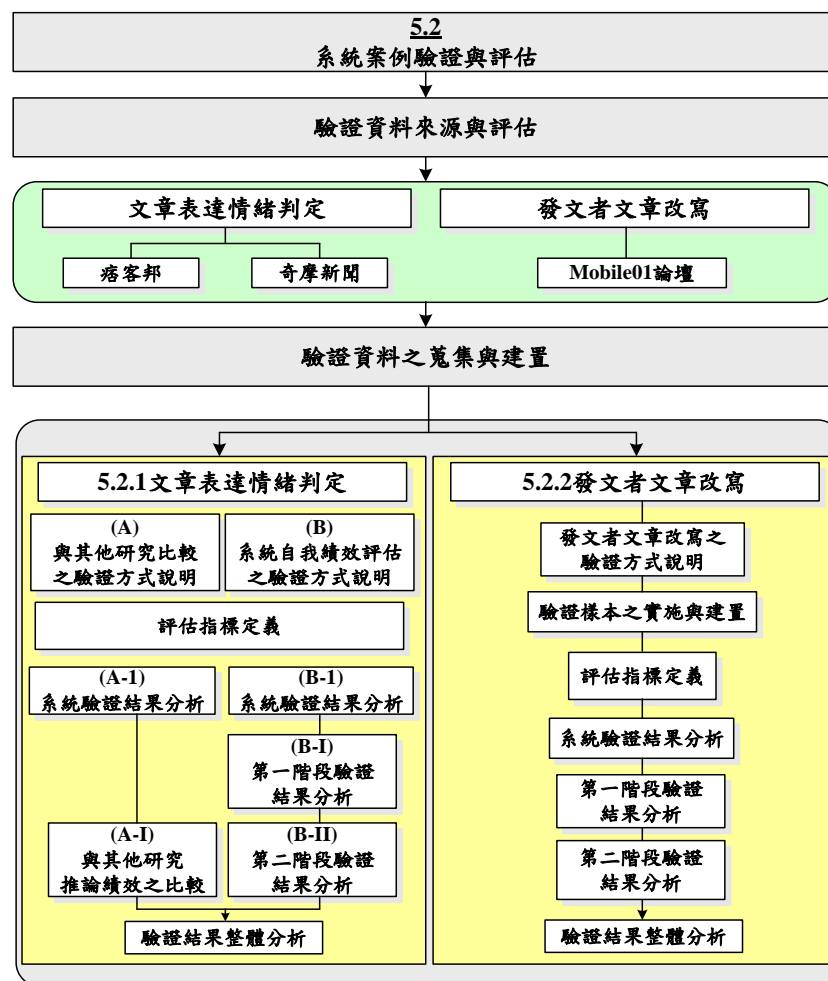 5.2
系統案例驗證與評估
驗證資料來源與評估
文章表達情緒判定
發文者文章改寫
痞客邦
奇摩新聞
Mobile01論壇
驗證資料之蒐集與建置
5.2.1文章表達情緒判定
(A)
與其他研究比較
之驗證方式說明
(B)
系統自我績效評估
之驗證方式說明
評估指標定義
(A-1)
系統驗證結果分析
(B-1)
系統驗證結果分析
(B-I)
第一階段驗證
結果分析
(A-I)
與其他研究
推論績效之比較
(B-II)
第二階段驗證
結果分析
驗證結果整體分析
5.2.2發文者文章改寫
發文者文章改寫之
驗證方式說明
驗證樣本之實施與建置
評估指標定義
系統驗證結果分析
第一階段驗證
結果分析
第二階段驗證
結果分析
驗證結果整體分析